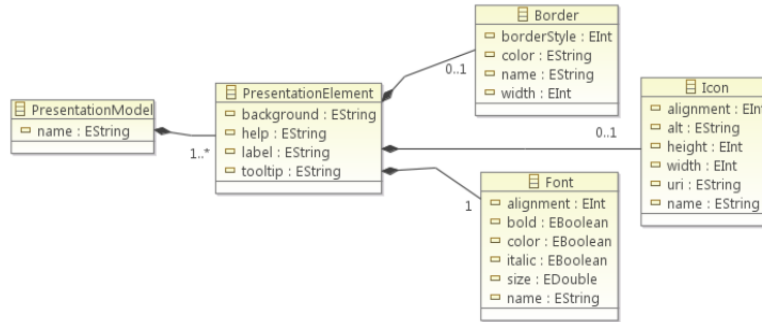 Border
borderStyle : EInt
color : EString
name : EString
width : EInt
0..1
PresentationElement
background : EString
help : EString
label : EString
tooltip : EString
PresentationModel
name : EString
1..*
Icon
alignment : EInt
alt : EString
height : EInt
width : EInt
uri : EString
name : EString
0..1
Font
alignment : EInt
bold : EBoolean
color : EBoolean
italic : EBoolean
size : EDouble
name : EString
1